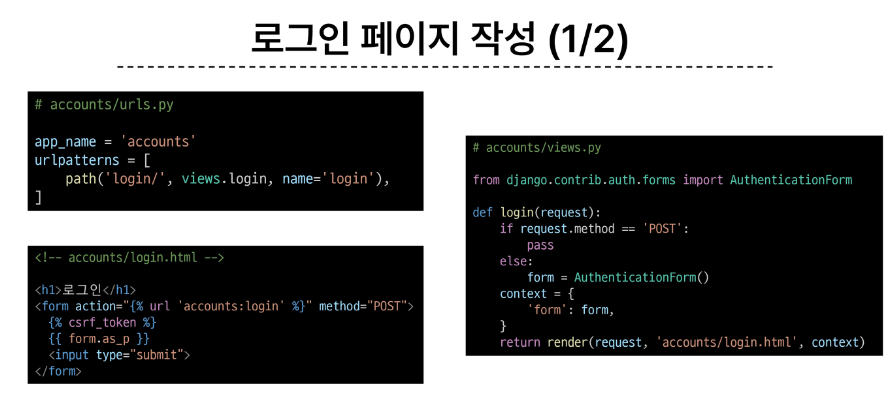 로그인 페이지 작성 (1/2)
# accounts/urls.py
app_name = 'accounts'
urlpatterns = [
    path('login/', views.login, name='login'),
]
<!-- accounts/login.html -->
<h1>로그인</h1>
<form action="{% url 'accounts:login' %}" method="POST">
  {% csrf_token %}
  {{ form.as_p }}
  <input type="submit">
</form>
# accounts/views.py
from django.contrib.auth.forms import AuthenticationForm
def login(request):
    if request.method == 'POST':
        pass
    else:
        form = AuthenticationForm()
    context = {
        'form': form,
    }
    return render(request, 'accounts/login.html', context)